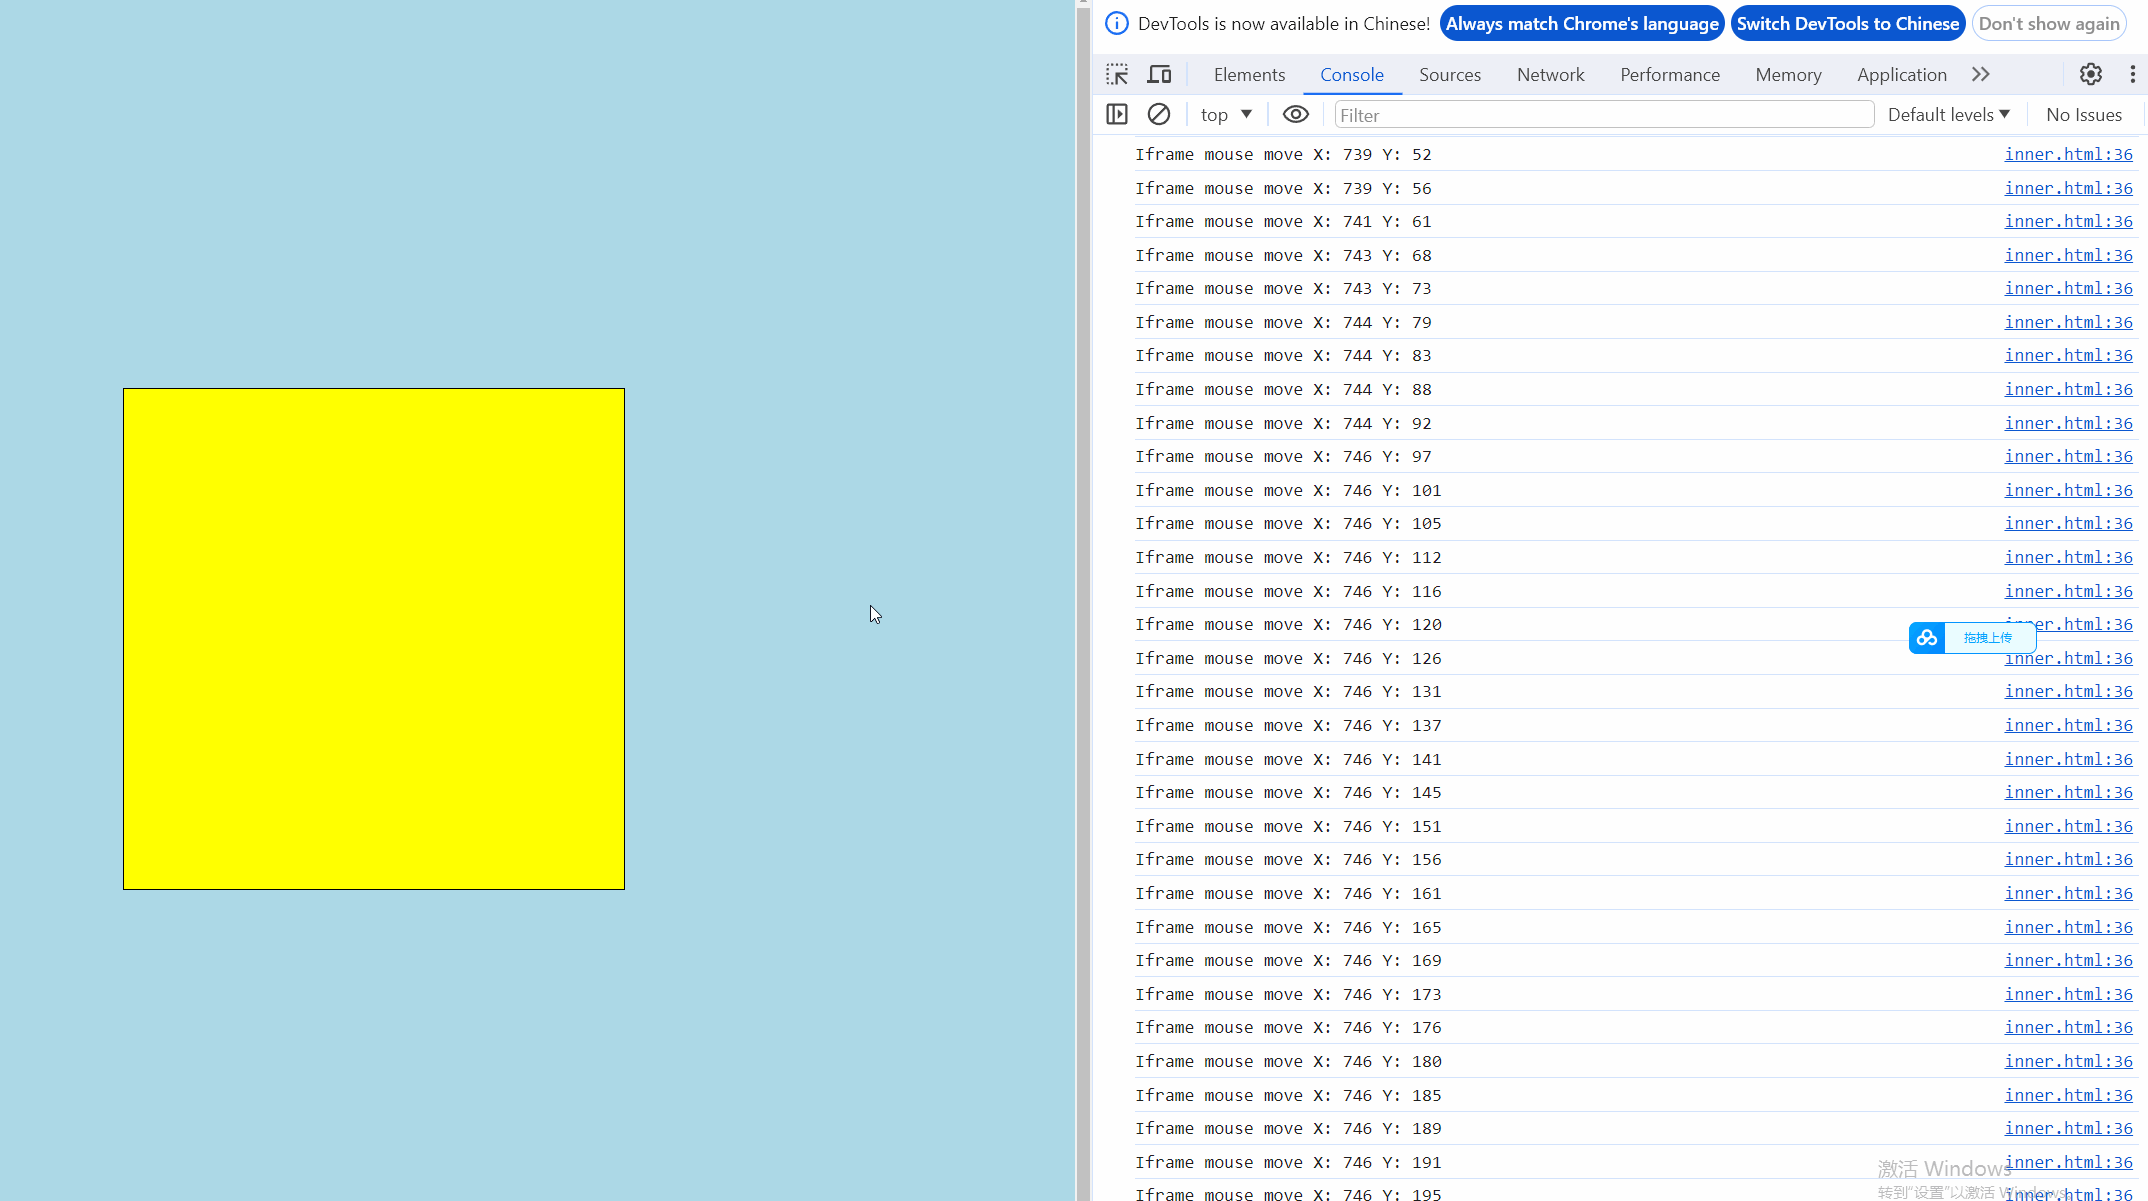 DevTools is now available in Chinese! Always match Chrome's language Switch DevTools to Chinese Don't show again
Elements Console Sources Network Performance Memory Application
top Filter Default levels No Issues
Iframe mouse move X: 739 Y: 52 inner.html:36
Iframe mouse move X: 739 Y: 56 inner.html:36
Iframe mouse move X: 741 Y: 61 inner.html:36
Iframe mouse move X: 743 Y: 68 inner.html:36
Iframe mouse move X: 743 Y: 73 inner.html:36
Iframe mouse move X: 744 Y: 79 inner.html:36
Iframe mouse move X: 744 Y: 83 inner.html:36
Iframe mouse move X: 744 Y: 88 inner.html:36
Iframe mouse move X: 744 Y: 92 inner.html:36
Iframe mouse move X: 746 Y: 97 inner.html:36
Iframe mouse move X: 746 Y: 101 inner.html:36
Iframe mouse move X: 746 Y: 105 inner.html:36
Iframe mouse move X: 746 Y: 112 inner.html:36
Iframe mouse move X: 746 Y: 116 inner.html:36
Iframe mouse move X: 746 Y: 120 inner.html:36
拖拽上传
Iframe mouse move X: 746 Y: 126 inner.html:36
Iframe mouse move X: 746 Y: 131 inner.html:36
Iframe mouse move X: 746 Y: 137 inner.html:36
Iframe mouse move X: 746 Y: 141 inner.html:36
Iframe mouse move X: 746 Y: 145 inner.html:36
Iframe mouse move X: 746 Y: 151 inner.html:36
Iframe mouse move X: 746 Y: 156 inner.html:36
Iframe mouse move X: 746 Y: 161 inner.html:36
Iframe mouse move X: 746 Y: 165 inner.html:36
Iframe mouse move X: 746 Y: 169 inner.html:36
Iframe mouse move X: 746 Y: 173 inner.html:36
Iframe mouse move X: 746 Y: 176 inner.html:36
Iframe mouse move X: 746 Y: 180 inner.html:36
Iframe mouse move X: 746 Y: 185 inner.html:36
Iframe mouse move X: 746 Y: 189 inner.html:36
Iframe mouse move X: 746 Y: 191 inner.html:36
激活 Windows
Iframe mouse move X: 746 Y: 195 inner.html:36
转到"设置"以激活 Windows。